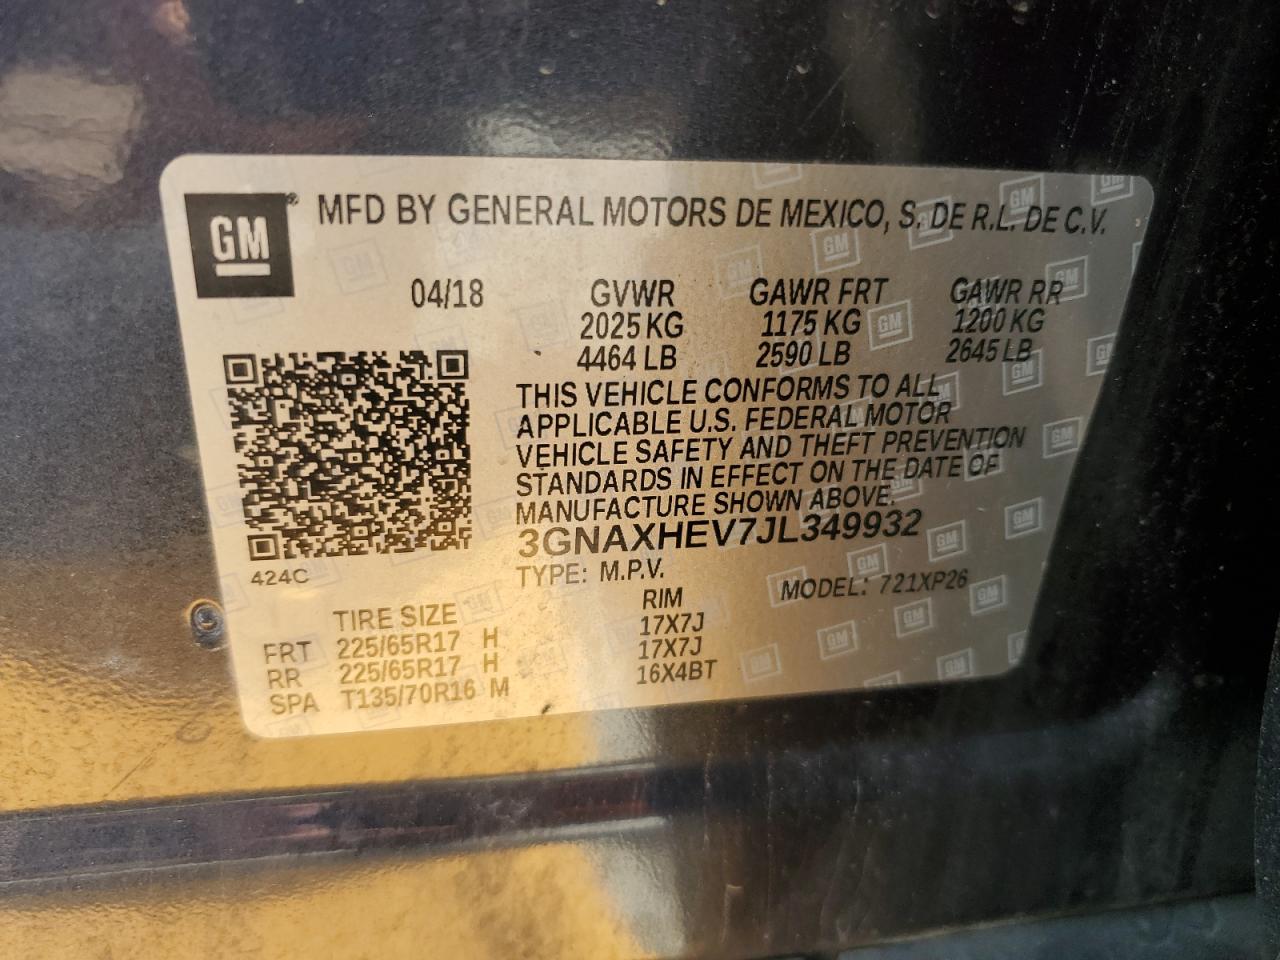 GM® MFD BY GENERAL MOTORS DE MEXICO, S. DE R.L. DE C.V.
04/18 GVWR GAWR FRT GAWR RR
2025 KG 1175 KG 1200 KG
4464 LB 2590 LB 2645 LB
THIS VEHICLE CONFORMS TO ALL
APPLICABLE U.S. FEDERAL MOTOR
VEHICLE SAFETY AND THEFT PREVENTION
STANDARDS IN EFFECT ON THE DATE OF
MANUFACTURE SHOWN ABOVE.
3GNAXHEV7JL349932
424C TYPE: M.P.V. MODEL: 721XP26
TIRE SIZE RIM
FRT 225/65R17 H 17X7J
RR 225/65R17 H 17X7J
SPA T135/70R16 M 16X4BT